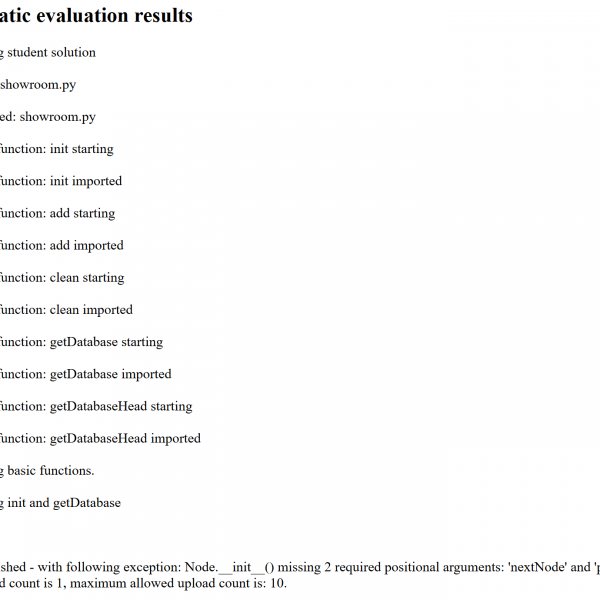 atic evaluation results
g student solution
showroom.py
ed: showroom.py
function: init starting
function: init imported
function: add starting
function: add imported
function: clean starting
function: clean imported
function: getDatabase starting
function: getDatabase imported
function: getDatabaseHead starting
function: getDatabaseHead imported
g basic functions.
g init and getDatabase
shed - with following exception: Node.__init__() missing 2 required positional arguments: 'nextNode' and 'p
d count is 1, maximum allowed upload count is: 10.